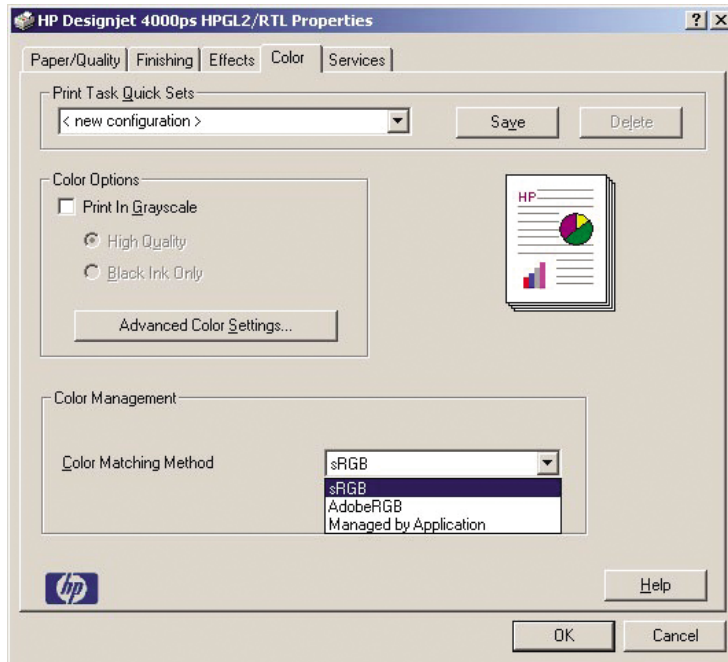 HP Designjet 4000ps HPGL2/RTL Properties
Paper/Quality Finishing Effects Color Services
Print Task Quick Sets
< new configuration > Save Delete
Color Options
Print In Grayscale
High Quality
Black Ink Only
Advanced Color Settings...
HP
Color Management
Color Matching Method sRGB
sRGB
AdobeRGB
Managed by Application
hp
Help
OK Cancel